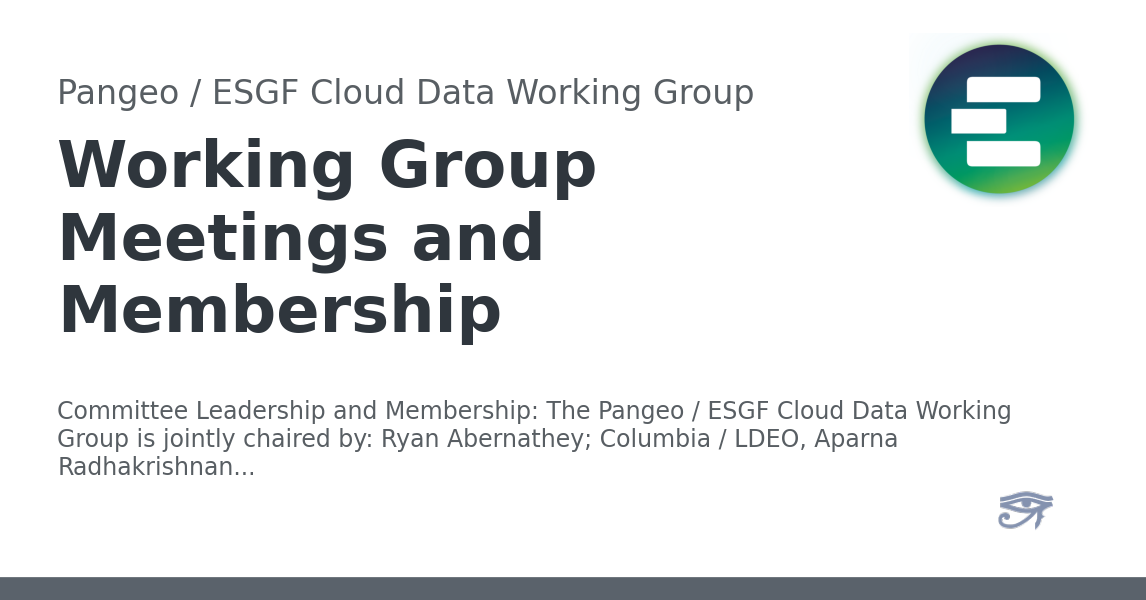 Pangeo / ESGF Cloud Data Working Group
Working Group
Meetings and
Membership
Committee Leadership and Membership: The Pangeo / ESGF Cloud Data Working
Group is jointly chaired by: Ryan Abernathey; Columbia / LDEO, Aparna
Radhakrishnan...